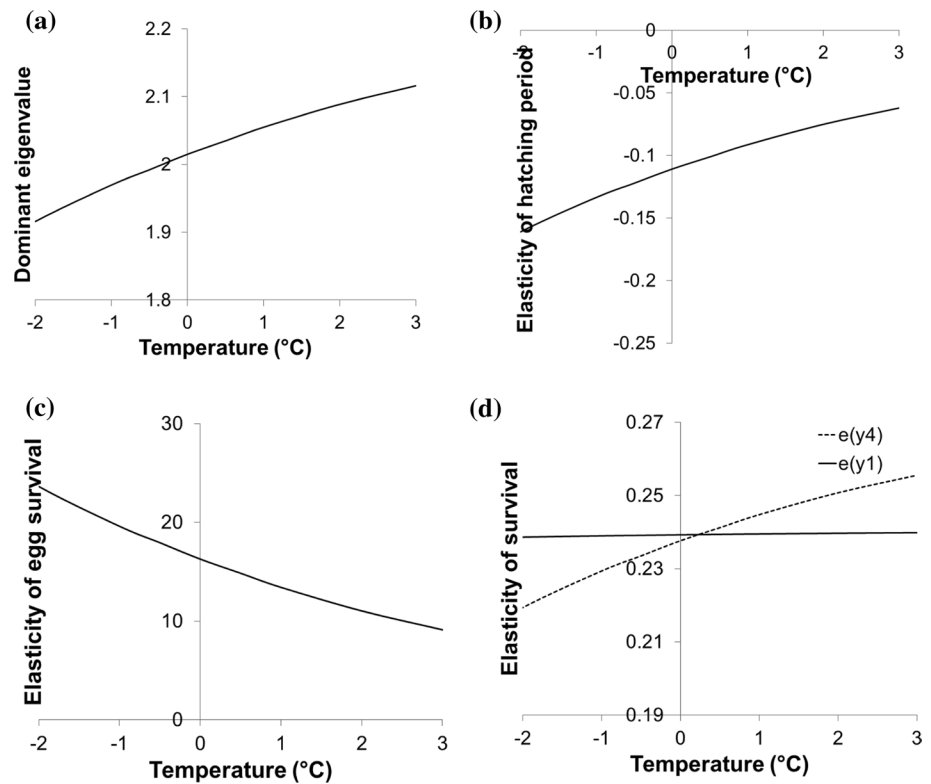 (a)
2.2
2.1
2
1.9
1.8
-2 -1 0 1 2 3
Temperature (°C)
Dominant eigenvalue
(b)
0
-2 -1 0 1 2 3
Temperature (°C)
-0.05
-0.1
-0.15
-0.2
-0.25
Elasticity of hatching period
(c)
30
20
10
0
-2 -1 0 1 2 3
Temperature (°C)
Elasticity of egg survival
(d)
0.27
0.25
0.23
0.21
0.19
e(y4)
e(y1)
-2 -1 0 1 2 3
Temperature (°C)
Elasticity of survival